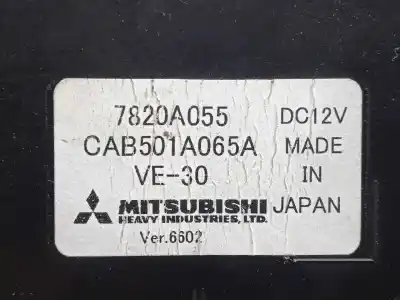 7820A055 DC12V
CAB501A065A MADE
VE-30 IN
MITSUBISHI JAPAN
HEAVY INDUSTRIES, LTD.
Ver.6602